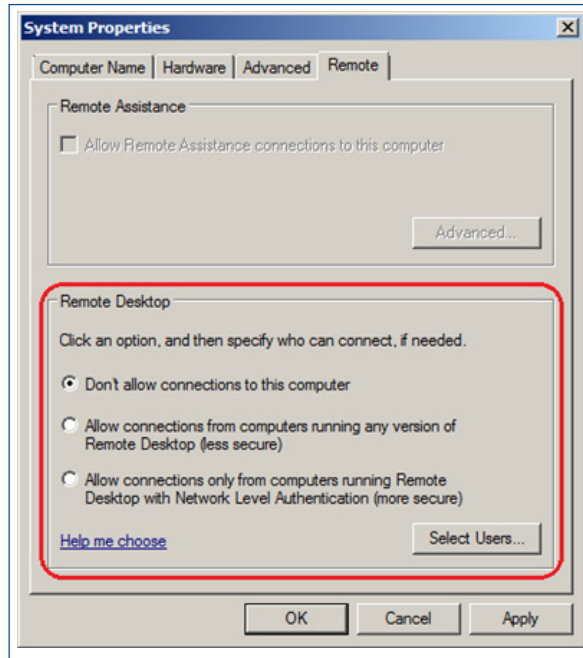 System Properties
Computer Name
Hardware
Advanced
Remote
Remote Assistance
Allow Remote Assistance connections to this computer
Advanced...
Remote Desktop
Click an option, and then specify who can connect, if needed.
Don't allow connections to this computer
Allow connections from computers running any version of
Remote Desktop (less secure)
Allow connections only from computers running Remote
Desktop with Network Level Authentication (more secure)
Help me choose
Select Users...
OK
Cancel
Apply